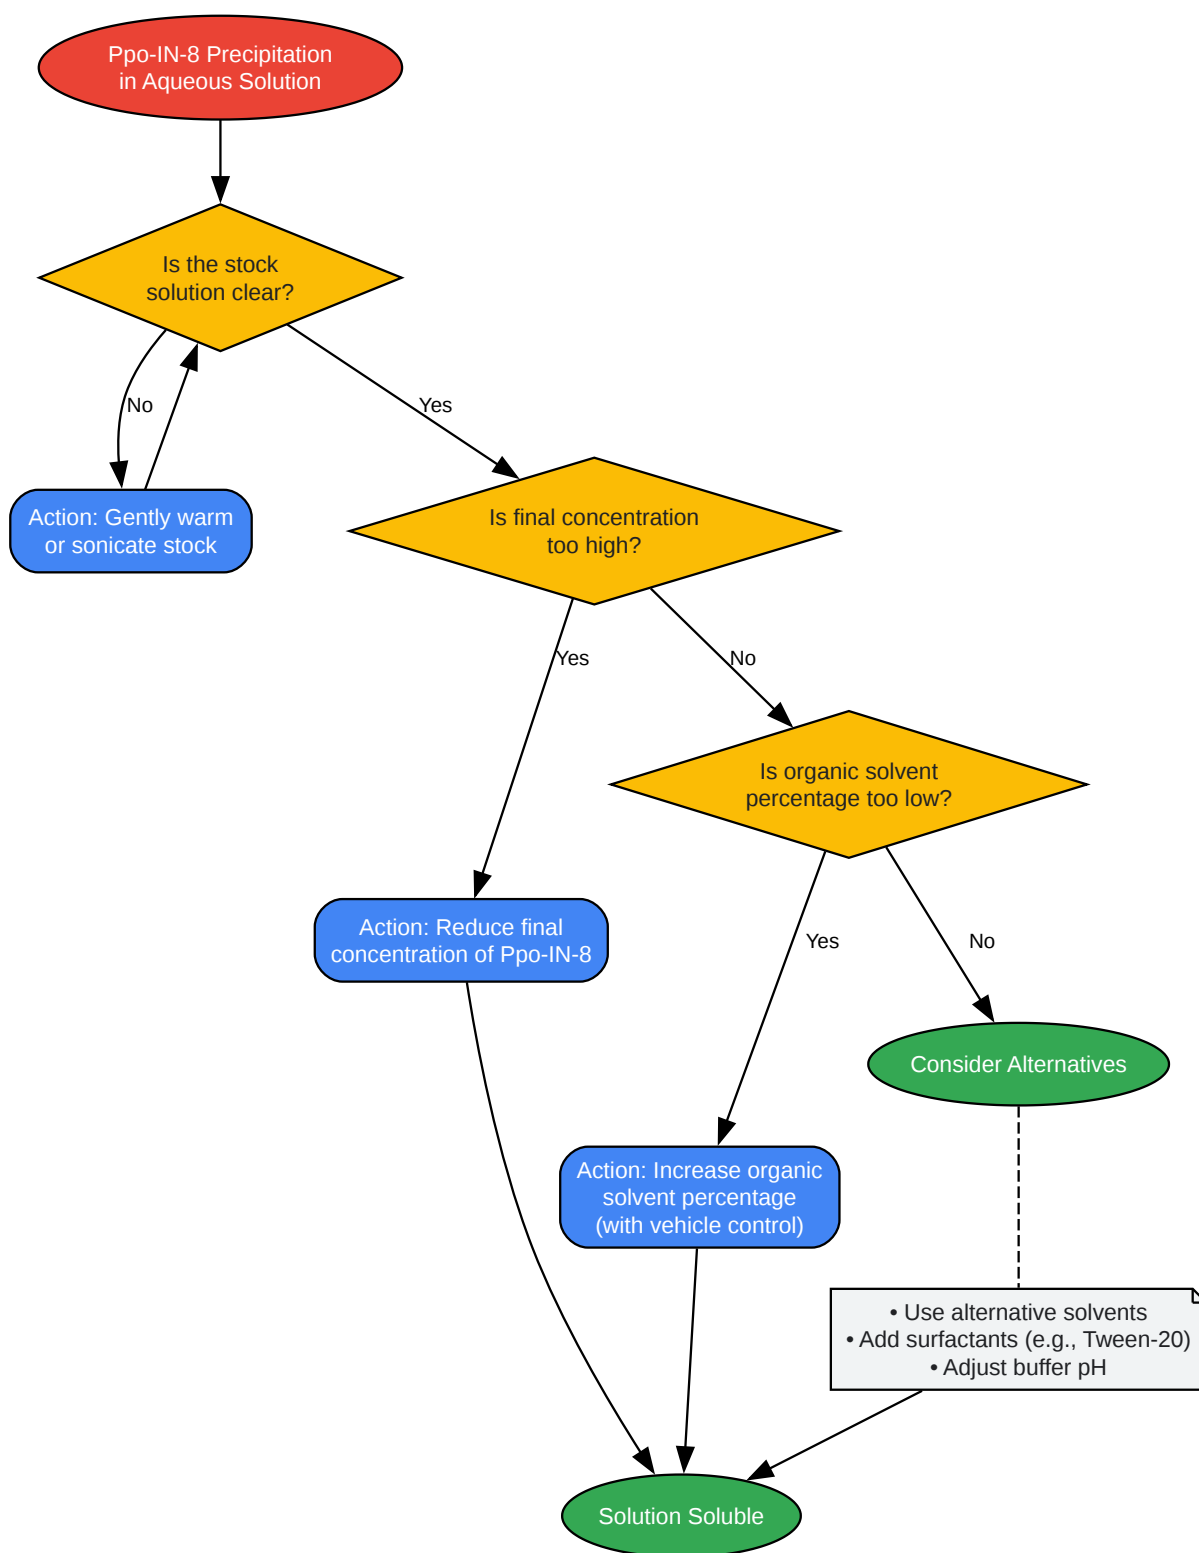 Ppo-IN-8 Precipitation
in Aqueous Solution
Is the stock
solution clear?
No
Yes
Action: Gently warm
or sonicate stock
Is final concentration
too high?
Yes
No
Is organic solvent
percentage too low?
Action: Reduce final
concentration of Ppo-IN-8
Yes
No
Consider Alternatives
Action: Increase organic
solvent percentage
(with vehicle control)
• Use alternative solvents
• Add surfactants (e.g., Tween-20)
• Adjust buffer pH
Solution Soluble